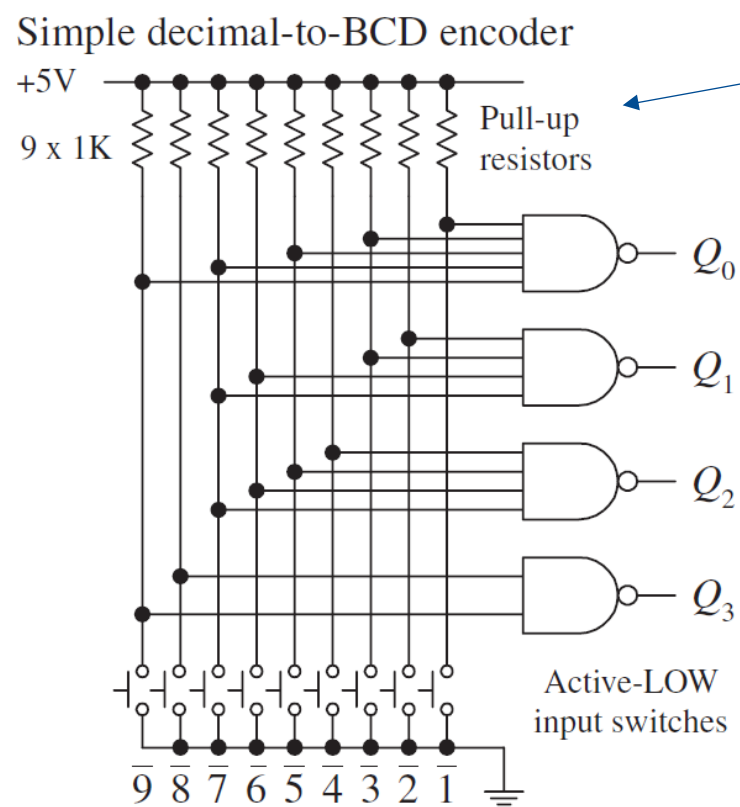 Simple decimal-to-BCD encoder
+5V
9 x 1K
Pull-up
resistors
Q₀
Q₁
Q₂
Q₃
Active-LOW
input switches
9̅ 8̅ 7̅ 6̅ 5̅ 4̅ 3̅ 2̅ 1̅